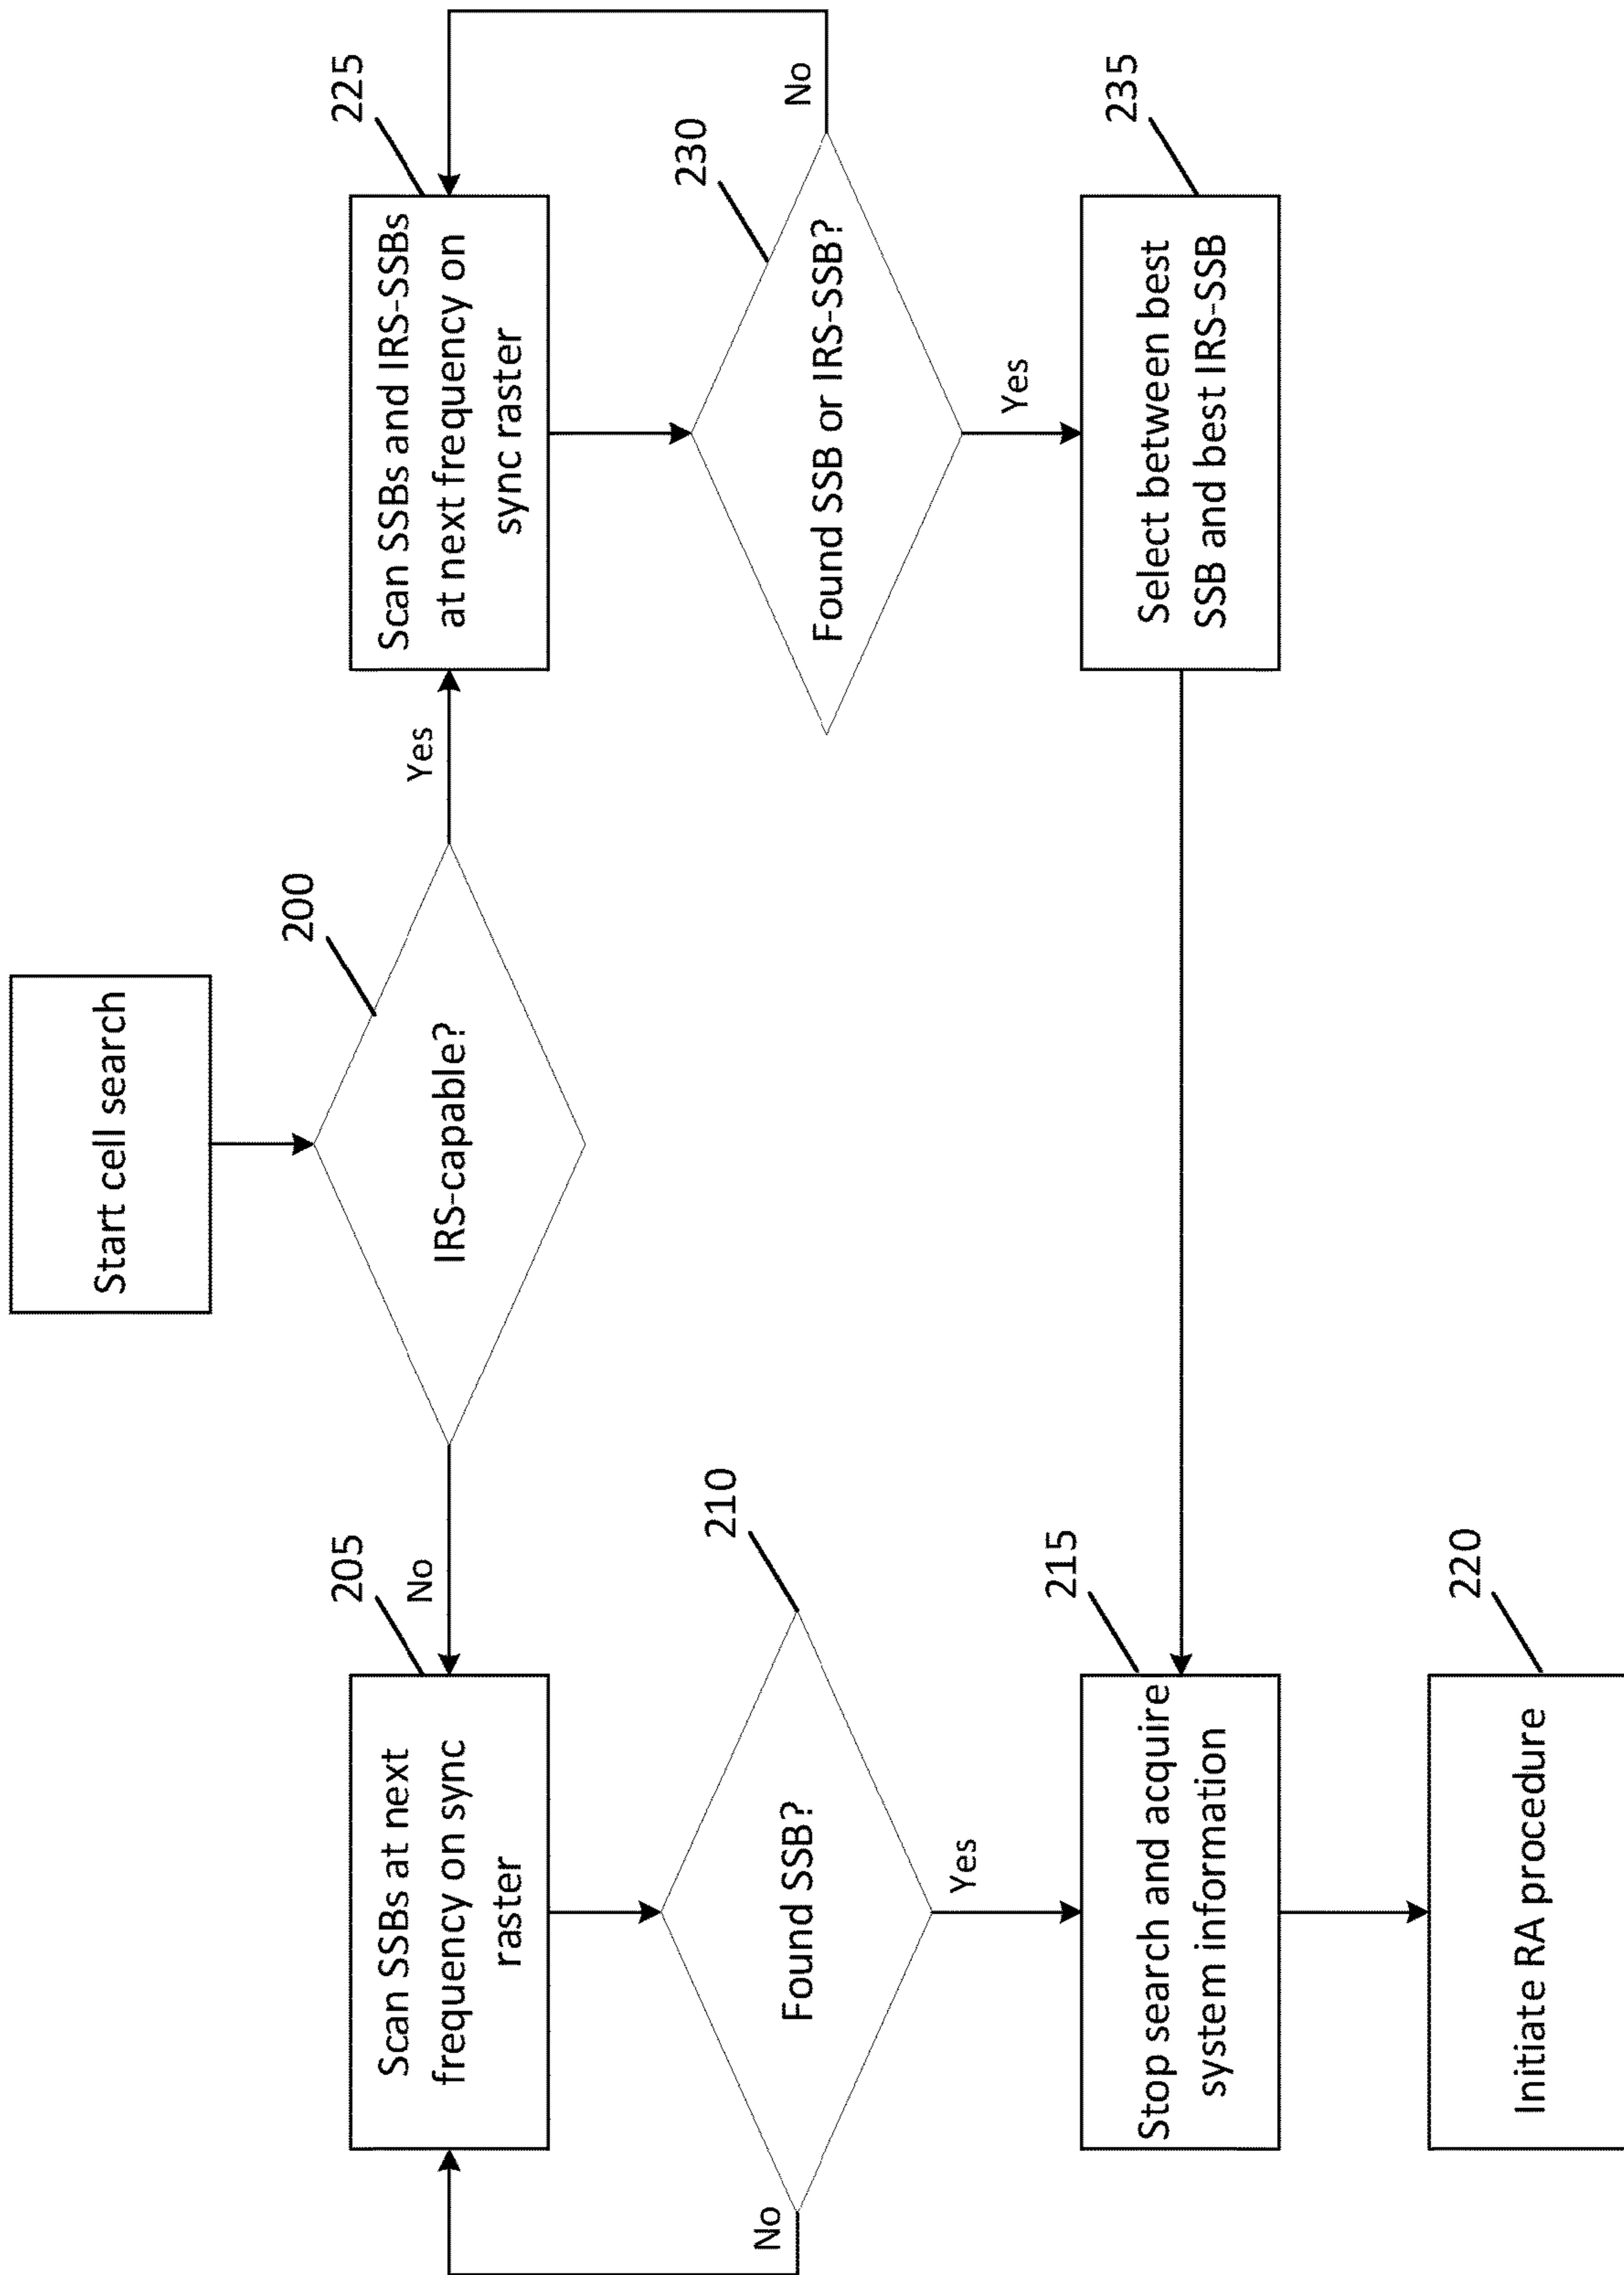 Start cell search
200
IRS-capable?
No
Yes
205
Scan SSBs at next
frequency on sync
raster
210
Found SSB?
No
Yes
215
Stop search and acquire
system information
220
Initiate RA procedure
225
Scan SSBs and IRS-SSBs
at next frequency on
sync raster
230
Found SSB or IRS-SSB?
No
Yes
235
Select between best
SSB and best IRS-SSB